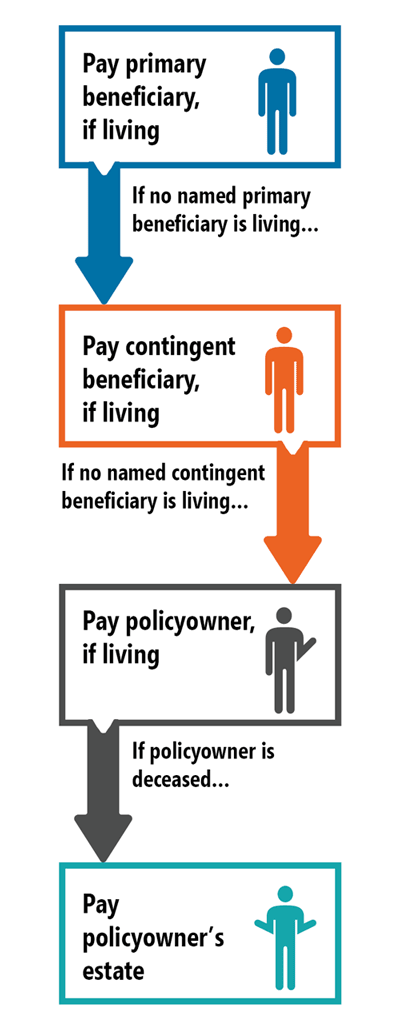 Pay primary
beneficiary,
if living
If no named primary
beneficiary is living...
Pay contingent
beneficiary,
if living
If no named contingent
beneficiary is living...
Pay policyowner,
if living
If policyowner is
deceased...
Pay
policyowner’s
estate